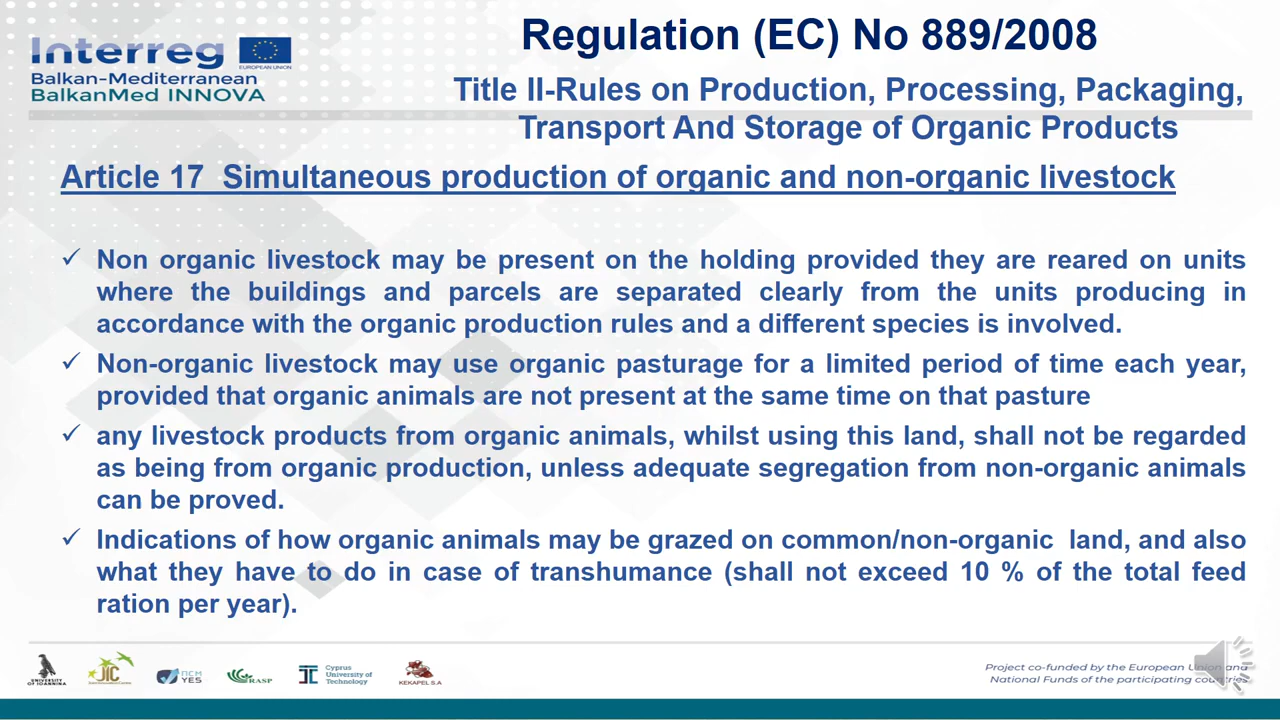 Regulation (EC) No 889/2008
Interreg
EUROPEAN UNION
Balkan-Mediterranean
BalkanMed INNOVA
Title II-Rules on Production, Processing, Packaging,
Transport And Storage of Organic Products
Article 17 Simultaneous production of organic and non-organic livestock
✓ Non organic livestock may be present on the holding provided they are reared on units
where the buildings and parcels are separated clearly from the units producing in
accordance with the organic production rules and a different species is involved.
✓ Non-organic livestock may use organic pasturage for a limited period of time each year,
provided that organic animals are not present at the same time on that pasture
✓ any livestock products from organic animals, whilst using this land, shall not be regarded
as being from organic production, unless adequate segregation from non-organic animals
can be proved.
✓ Indications of how organic animals may be grazed on common/non-organic land, and also
what they have to do in case of transhumance (shall not exceed 10 % of the total feed
ration per year).
UNIVERSITY
OF IOANNINA
JIC
YES
RASP
Cyprus
University of
Technology
KEKAPEL S.A
Project co-funded by the European Union and
National Funds of the participating countries